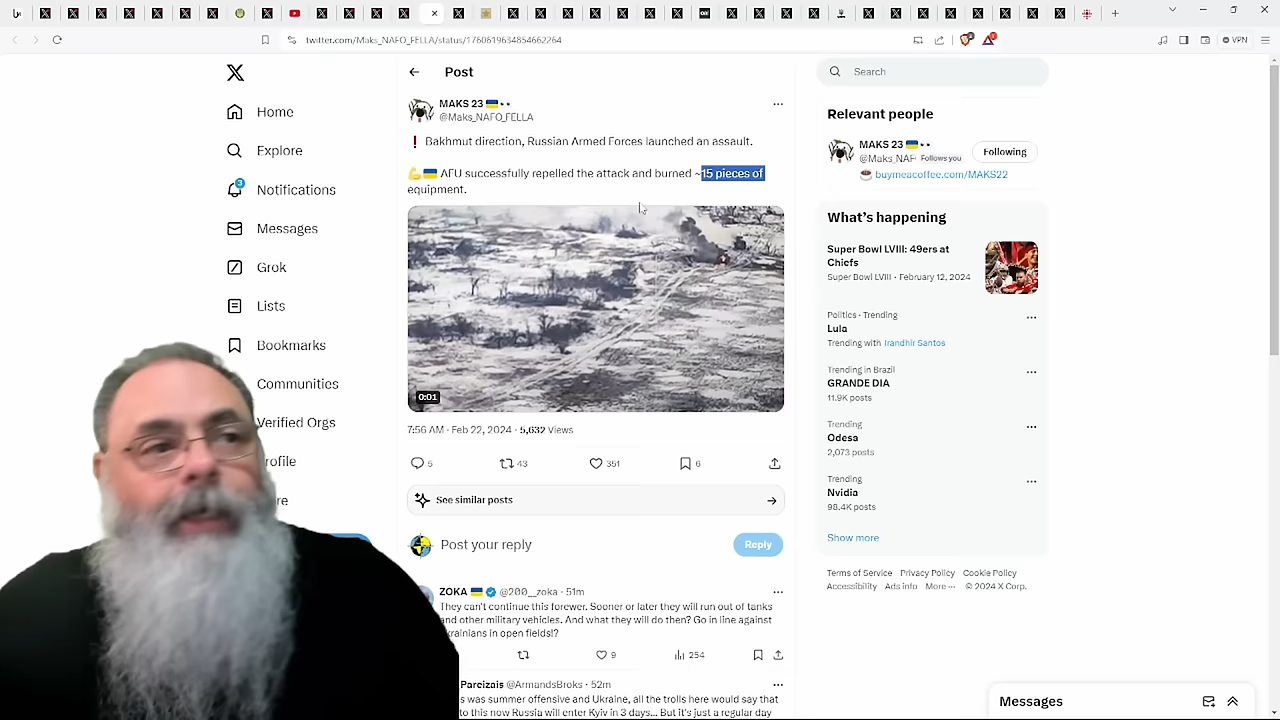 twitter.com/Maks_NAFO_FELLA/status/1760619634854662264
VPN
Home
Explore
3
Notifications
Messages
Grok
Lists
Bookmarks
Communities
Verified Orgs
Post
MAKS 23
@Maks_NAFO_FELLA
❗ Bakhmut direction, Russian Armed Forces launched an assault.
💪🇺🇦 AFU successfully repelled the attack and burned ~15 pieces of
equipment.
0:01
7:56 AM · Feb 22, 2024 · 5,632 Views
5
43
351
6
See similar posts
Post your reply
Reply
ZOKA 🇺🇦 @200__zoka · 51m
They can't continue this forewer. Sooner or later they will run out of tanks
and other military vehicles. And what they will do then? Go in line against
krainians in open fields!?
9
254
Parcizais @ArmandsBroks · 52m
s was summer offensive and Ukraine, all the trolls here would say that
to this now Russia will enter Kyiv in 3 days... But it's just a regular day
Search
Relevant people
MAKS 23
@Maks_NAF Follows you
Following
buymeacoffee.com/MAKS22
What's happening
Super Bowl LVIII: 49ers at
Chiefs
Super Bowl LVIII · February 12, 2024
Politics · Trending
Lula
Trending with Irandhir Santos
Trending in Brazil
GRANDE DIA
11.9K posts
Trending
Odesa
2,073 posts
Trending
Nvidia
98.4K posts
Show more
Terms of Service Privacy Policy Cookie Policy
Accessibility Ads info More ··· © 2024 X Corp.
Messages